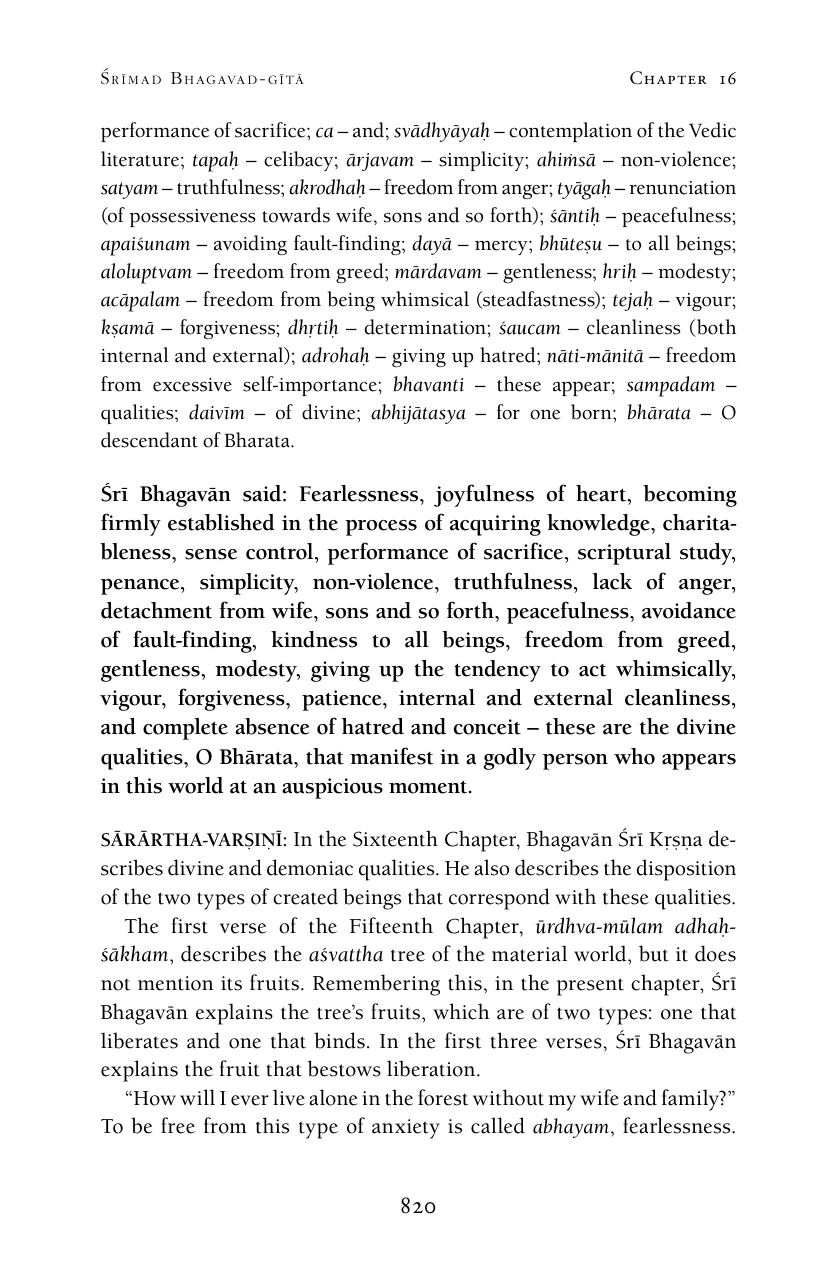 Śrīmad Bhagavad-gītā Chapter 16
performance of sacrifice; ca – and; svādhyāyaḥ – contemplation of the Vedic
literature; tapaḥ – celibacy; ārjavam – simplicity; ahiṁsā – non-violence;
satyam – truthfulness; akrodhaḥ – freedom from anger; tyāgaḥ – renunciation
(of possessiveness towards wife, sons and so forth); śāntiḥ – peacefulness;
apaiśunam – avoiding fault-finding; dayā – mercy; bhūteṣu – to all beings;
aloluptvam – freedom from greed; mārdavam – gentleness; hriḥ – modesty;
acāpalam – freedom from being whimsical (steadfastness); tejaḥ – vigour;
kṣamā – forgiveness; dhṛtiḥ – determination; śaucam – cleanliness (both
internal and external); adrohaḥ – giving up hatred; nāti-mānitā – freedom
from excessive self-importance; bhavanti – these appear; sampadam –
qualities; daivīm – of divine; abhijātasya – for one born; bhārata – O
descendant of Bharata.
Śrī Bhagavān said: Fearlessness, joyfulness of heart, becoming
firmly established in the process of acquiring knowledge, charita-
bleness, sense control, performance of sacrifice, scriptural study,
penance, simplicity, non-violence, truthfulness, lack of anger,
detachment from wife, sons and so forth, peacefulness, avoidance
of fault-finding, kindness to all beings, freedom from greed,
gentleness, modesty, giving up the tendency to act whimsically,
vigour, forgiveness, patience, internal and external cleanliness,
and complete absence of hatred and conceit – these are the divine
qualities, O Bhārata, that manifest in a godly person who appears
in this world at an auspicious moment.
SĀRĀRTHA-VARṢIṆĪ: In the Sixteenth Chapter, Bhagavān Śrī Kṛṣṇa de-
scribes divine and demoniac qualities. He also describes the disposition
of the two types of created beings that correspond with these qualities.
The first verse of the Fifteenth Chapter, ūrdhva-mūlam adhaḥ-
śākham, describes the aśvattha tree of the material world, but it does
not mention its fruits. Remembering this, in the present chapter, Śrī
Bhagavān explains the tree’s fruits, which are of two types: one that
liberates and one that binds. In the first three verses, Śrī Bhagavān
explains the fruit that bestows liberation.
“How will I ever live alone in the forest without my wife and family?”
To be free from this type of anxiety is called abhayam, fearlessness.
820